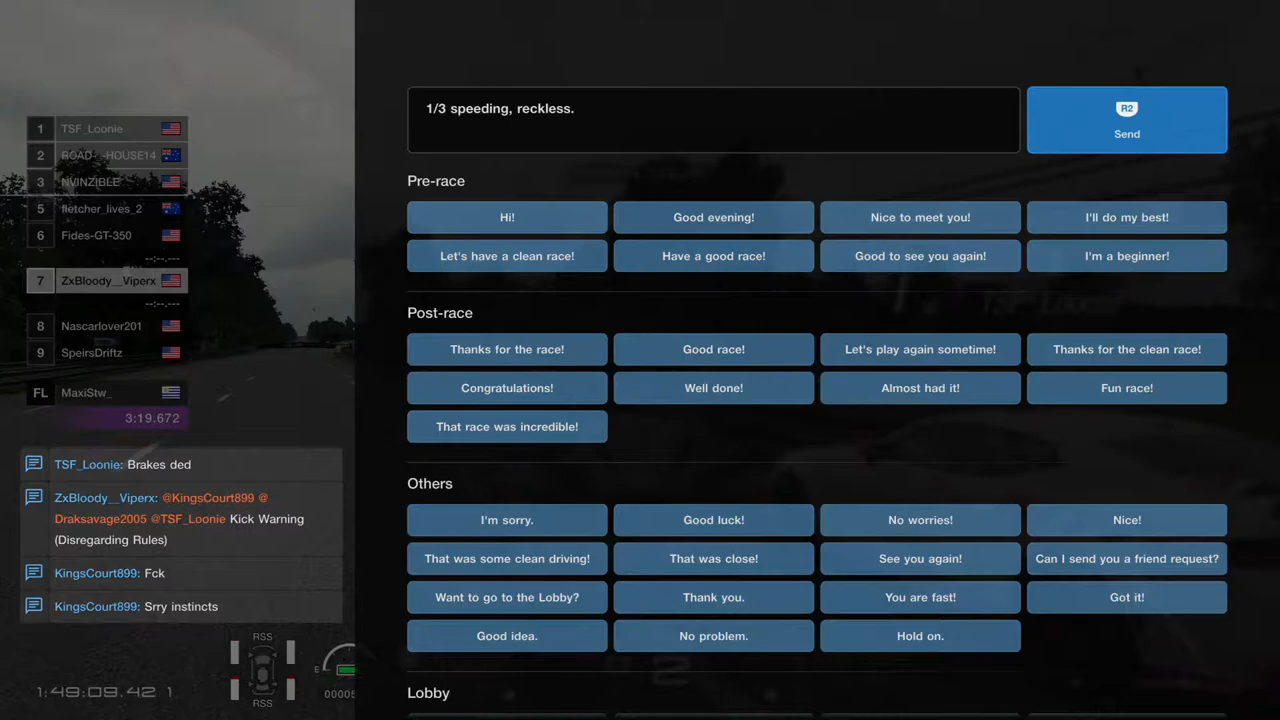 1/3 speeding, reckless.
R2
Send
Pre-race
Hi!
Good evening!
Nice to meet you!
I'll do my best!
Let's have a clean race!
Have a good race!
Good to see you again!
I'm a beginner!
Post-race
Thanks for the race!
Good race!
Let's play again sometime!
Thanks for the clean race!
Congratulations!
Well done!
Almost had it!
Fun race!
That race was incredible!
Others
I'm sorry.
Good luck!
No worries!
Nice!
That was some clean driving!
That was close!
See you again!
Can I send you a friend request?
Want to go to the Lobby?
Thank you.
You are fast!
Got it!
Good idea.
No problem.
Hold on.
Lobby
1 TSF_Loonie
2 ROAD-_-HOUSE14
3 NVINZIBLE
5 fletcher_lives_2
6 Fides-GT-350
--:--.---
7 ZxBloody__Viperx
--:--.---
8 Nascarlover201
9 SpeirsDriftz
FL MaxiStw_
3:19.672
TSF_Loonie: Brakes ded
ZxBloody__Viperx: @KingsCourt899 @
Draksavage2005 @TSF_Loonie Kick Warning
(Disregarding Rules)
KingsCourt899: Fck
KingsCourt899: Srry instincts
RSS
RSS
E
1:49:09.42 1